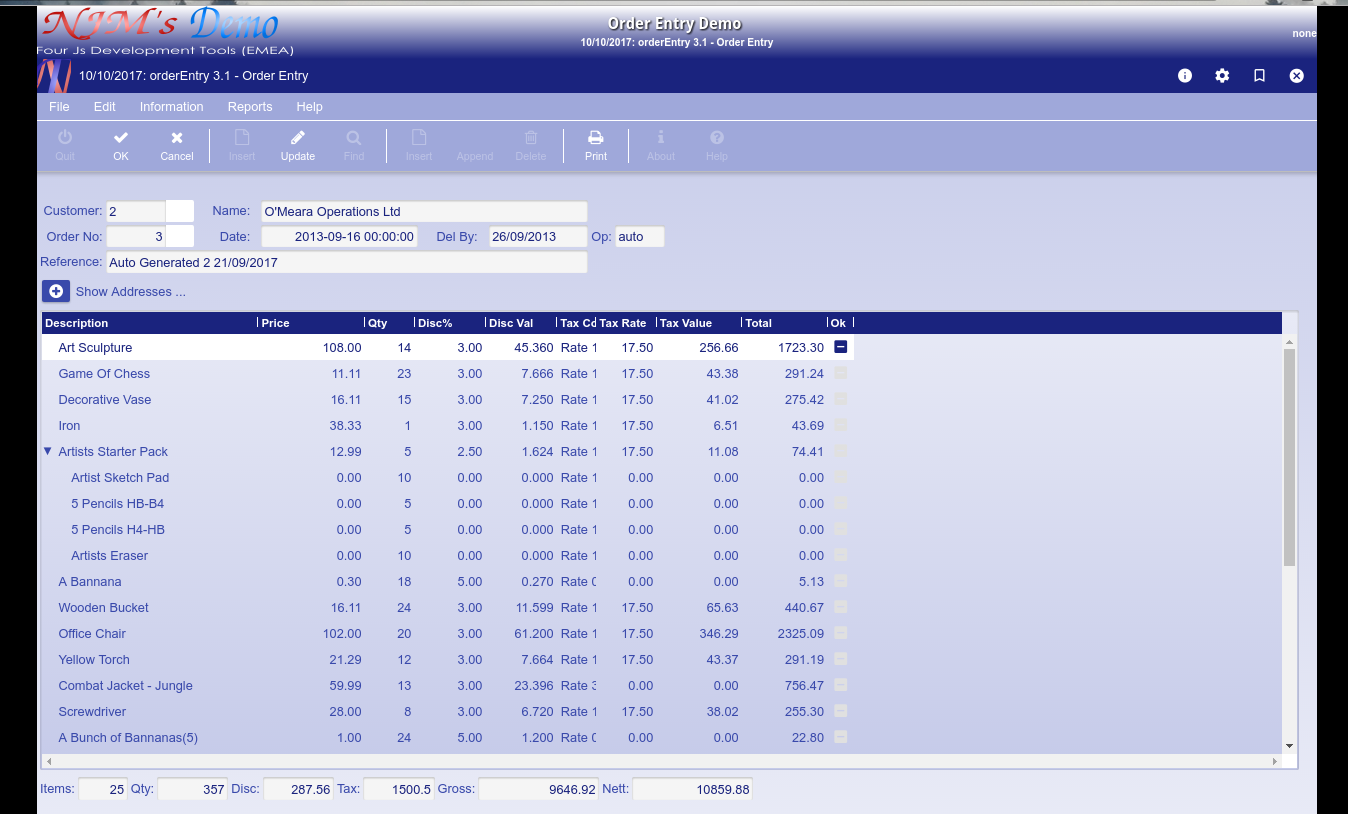 NJM's Demo
Four Js Development Tools (EMEA)
Order Entry Demo
10/10/2017: orderEntry 3.1 - Order Entry
none
10/10/2017: orderEntry 3.1 - Order Entry
File Edit Information Reports Help
Quit OK Cancel Insert Update Find Insert Append Delete Print About Help
Customer: 2 Name: O'Meara Operations Ltd
Order No: 3 Date: 2013-09-16 00:00:00 Del By: 26/09/2013 Op: auto
Reference: Auto Generated 2 21/09/2017
Show Addresses ...
Description Price Qty Disc% Disc Val Tax Cc Tax Rate Tax Value Total Ok
Art Sculpture 108.00 14 3.00 45.360 Rate 1 17.50 256.66 1723.30
Game Of Chess 11.11 23 3.00 7.666 Rate 1 17.50 43.38 291.24
Decorative Vase 16.11 15 3.00 7.250 Rate 1 17.50 41.02 275.42
Iron 38.33 1 3.00 1.150 Rate 1 17.50 6.51 43.69
Artists Starter Pack 12.99 5 2.50 1.624 Rate 1 17.50 11.08 74.41
Artist Sketch Pad 0.00 10 0.00 0.000 Rate 1 0.00 0.00 0.00
5 Pencils HB-B4 0.00 5 0.00 0.000 Rate 1 0.00 0.00 0.00
5 Pencils H4-HB 0.00 5 0.00 0.000 Rate 1 0.00 0.00 0.00
Artists Eraser 0.00 10 0.00 0.000 Rate 1 0.00 0.00 0.00
A Bannana 0.30 18 5.00 0.270 Rate 0 0.00 0.00 5.13
Wooden Bucket 16.11 24 3.00 11.599 Rate 1 17.50 65.63 440.67
Office Chair 102.00 20 3.00 61.200 Rate 1 17.50 346.29 2325.09
Yellow Torch 21.29 12 3.00 7.664 Rate 1 17.50 43.37 291.19
Combat Jacket - Jungle 59.99 13 3.00 23.396 Rate 3 0.00 0.00 756.47
Screwdriver 28.00 8 3.00 6.720 Rate 1 17.50 38.02 255.30
A Bunch of Bannanas(5) 1.00 24 5.00 1.200 Rate 0 0.00 0.00 22.80
Items: 25 Qty: 357 Disc: 287.56 Tax: 1500.5 Gross: 9646.92 Nett: 10859.88